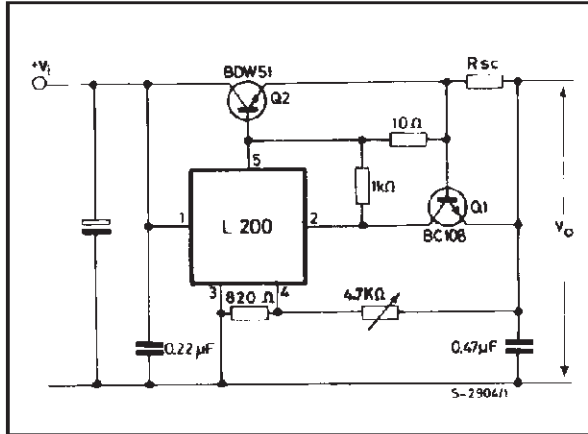 +Vi
BDW51
Q2
Rsc
10Ω
5
1kΩ
1
L 200
2
Q1
BC108
Vo
3
820 Ω
4
4.7KΩ
0.22µF
0.47µF
S-2904/1